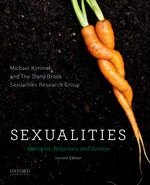 Michael Kimmel
and The Stony Brook
Sexualities Research Group
SEXUALITIES
Identities, Behaviors, and Society
Second Edition
OXFORD